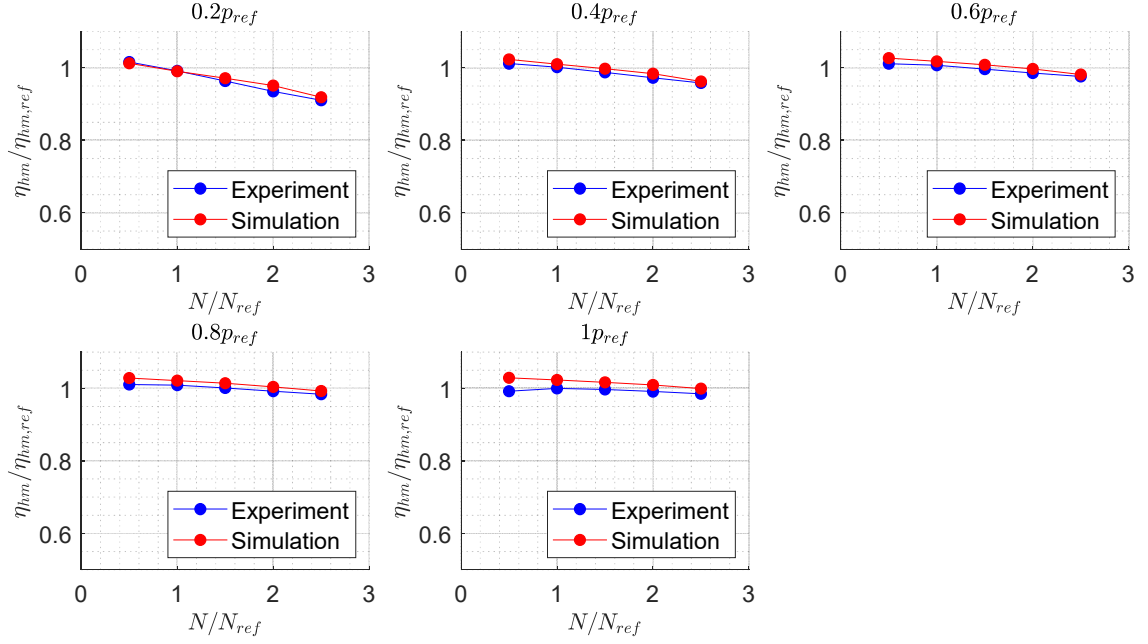 0.2p_ref
1
0.8
0.6
η_hm/η_hm,ref
Experiment
Simulation
0 1 2 3
N/N_ref
0.4p_ref
1
0.8
0.6
η_hm/η_hm,ref
Experiment
Simulation
0 1 2 3
N/N_ref
0.6p_ref
1
0.8
0.6
η_hm/η_hm,ref
Experiment
Simulation
0 1 2 3
N/N_ref
0.8p_ref
1
0.8
0.6
η_hm/η_hm,ref
Experiment
Simulation
0 1 2 3
N/N_ref
1p_ref
1
0.8
0.6
η_hm/η_hm,ref
Experiment
Simulation
0 1 2 3
N/N_ref